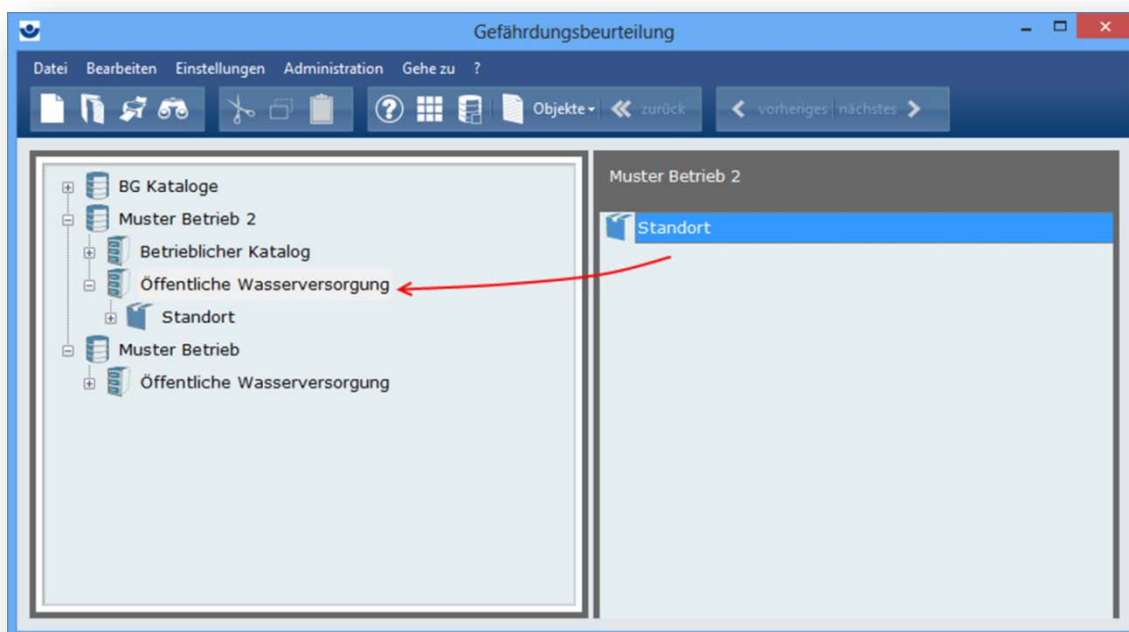 Gefährdungsbeurteilung
Datei Bearbeiten Einstellungen Administration Gehe zu ?
Objekte zurück vorheriges nächstes
BG Kataloge
Muster Betrieb 2
Betrieblicher Katalog
Öffentliche Wasserversorgung
Standort
Muster Betrieb
Öffentliche Wasserversorgung
Muster Betrieb 2
Standort